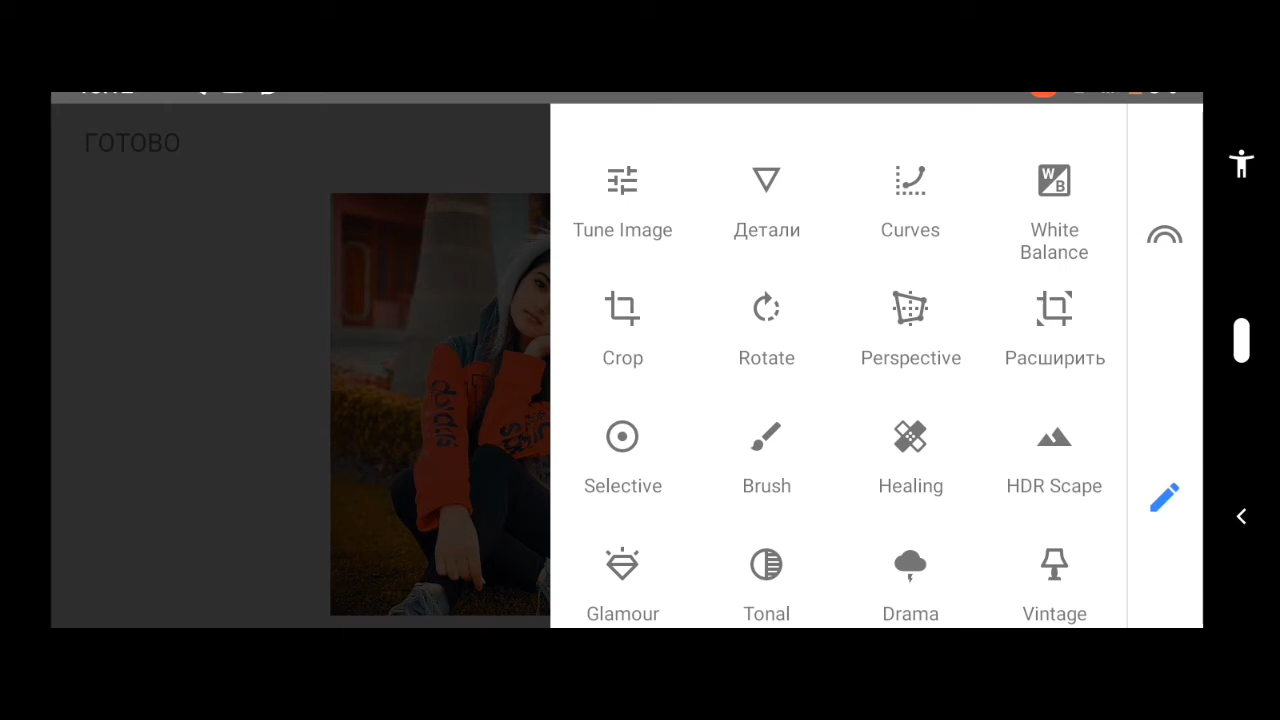 ГОТОВО
Tune Image
Детали
Curves
White
Balance
Crop
Rotate
Perspective
Расширить
Selective
Brush
Healing
HDR Scape
Glamour
Tonal
Drama
Vintage
W
B